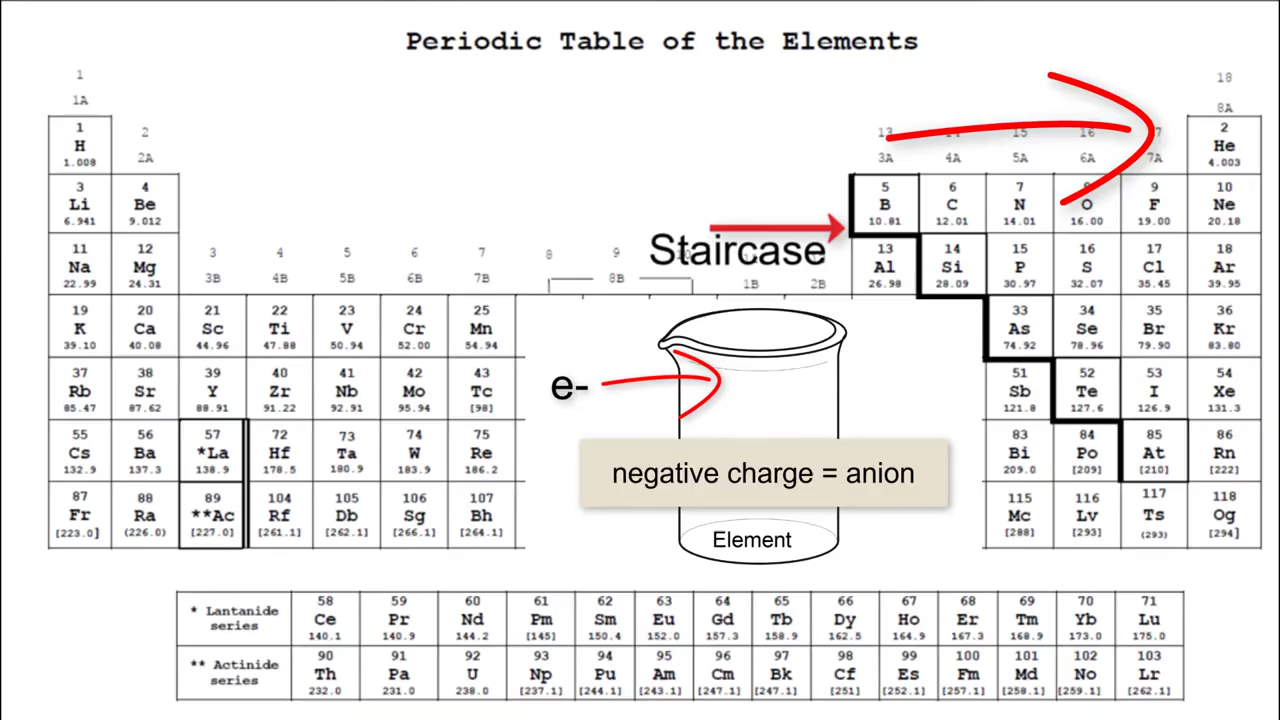 Periodic Table of the Elements
1 18
1A 8A
1 2 13 15 16 2
H 2A 3A 4A 5A 6A 7A He
1.008 4.003
3 4 5 6 7 8 9 10
Li Be B C N O F Ne
6.941 9.012 10.81 12.01 14.01 16.00 19.00 20.18
Staircase
11 12 3 4 5 6 7 8 9 13 14 15 16 17 18
Na Mg 3B 4B 5B 6B 7B 8B 1B 2B Al Si P S Cl Ar
22.99 24.31 26.98 28.09 30.97 32.07 35.45 39.95
19 20 21 22 23 24 25 33 34 35 36
K Ca Sc Ti V Cr Mn As Se Br Kr
39.10 40.08 44.96 47.88 50.94 52.00 54.94 74.92 78.96 79.90 83.80
e-
37 38 39 40 41 42 43 51 52 53 54
Rb Sr Y Zr Nb Mo Tc Sb Te I Xe
85.47 87.62 88.91 91.22 92.91 95.94 [98] 121.8 127.6 126.9 131.3
55 56 57 72 73 74 75 83 84 85 86
Cs Ba *La Hf Ta W Re Bi Po At Rn
132.9 137.3 138.9 178.5 180.9 183.9 186.2 209.0 [209] [210] [222]
negative charge = anion
87 88 89 104 105 106 107 115 116 117 118
Fr Ra **Ac Rf Db Sg Bh Mc Lv Ts Og
[223.0] (226.0) [227.0] [261.1] [262.1] [266.1] [264.1] [288] [293] (293) [294]
Element
* Lantanide series
58 59 60 61 62 63 64 65 66 67 68 69 70 71
Ce Pr Nd Pm Sm Eu Gd Tb Dy Ho Er Tm Yb Lu
140.1 140.9 144.2 [145] 150.4 152.0 157.3 158.9 162.5 164.9 167.3 168.9 173.0 175.0
** Actinide series
90 91 92 93 94 95 96 97 98 99 100 101 102 103
Th Pa U Np Pu Am Cm Bk Cf Es Fm Md No Lr
232.0 231.0 238.0 [237.1] [244.1] [243.1] [247.1] [247.1] [251] [252.1] [257.1] [258.1] [259.1] [262.1]